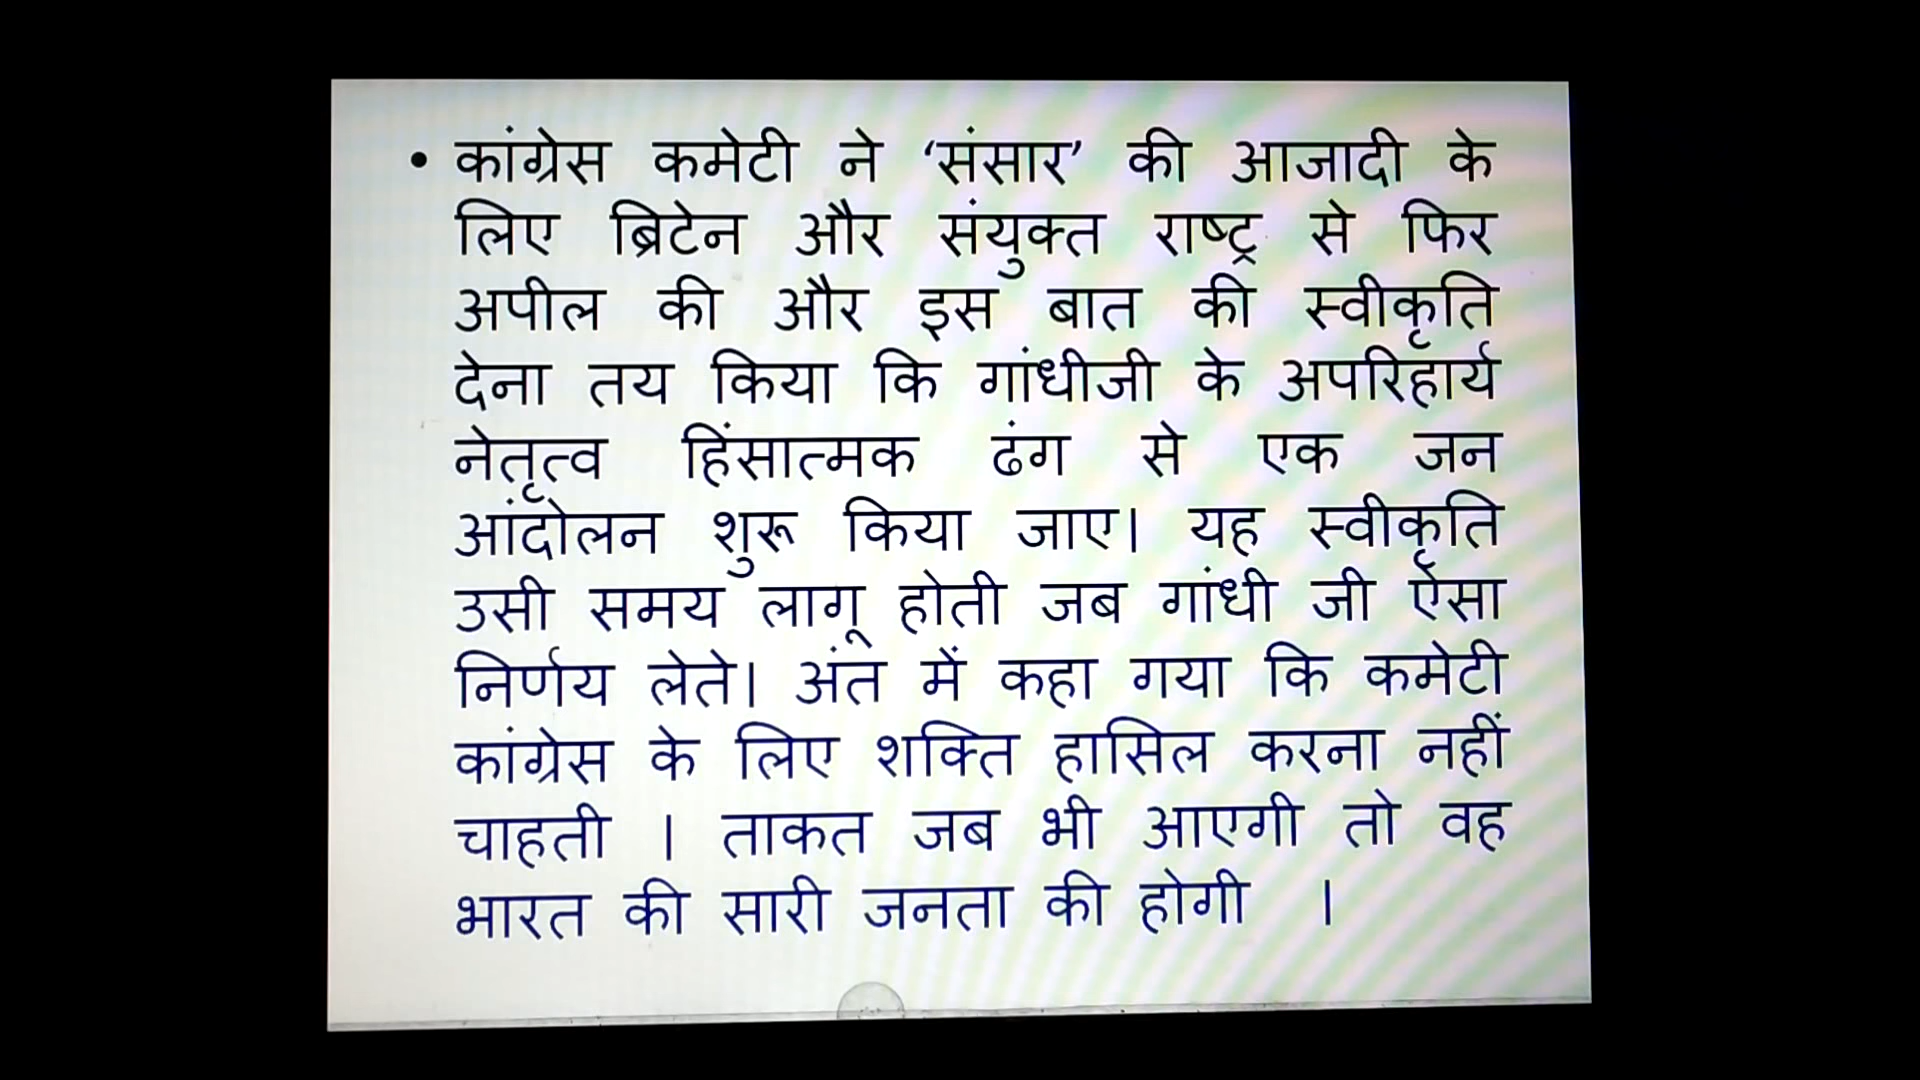 • कांग्रेस कमेटी ने ‘संसार’ की आजादी के
लिए ब्रिटेन और संयुक्त राष्ट्र से फिर
अपील की और इस बात की स्वीकृति
देना तय किया कि गांधीजी के अपरिहार्य
नेतृत्व हिंसात्मक ढंग से एक जन
आंदोलन शुरू किया जाए। यह स्वीकृति
उसी समय लागू होती जब गांधी जी ऐसा
निर्णय लेते। अंत में कहा गया कि कमेटी
कांग्रेस के लिए शक्ति हासिल करना नहीं
चाहती । ताकत जब भी आएगी तो वह
भारत की सारी जनता की होगी ।